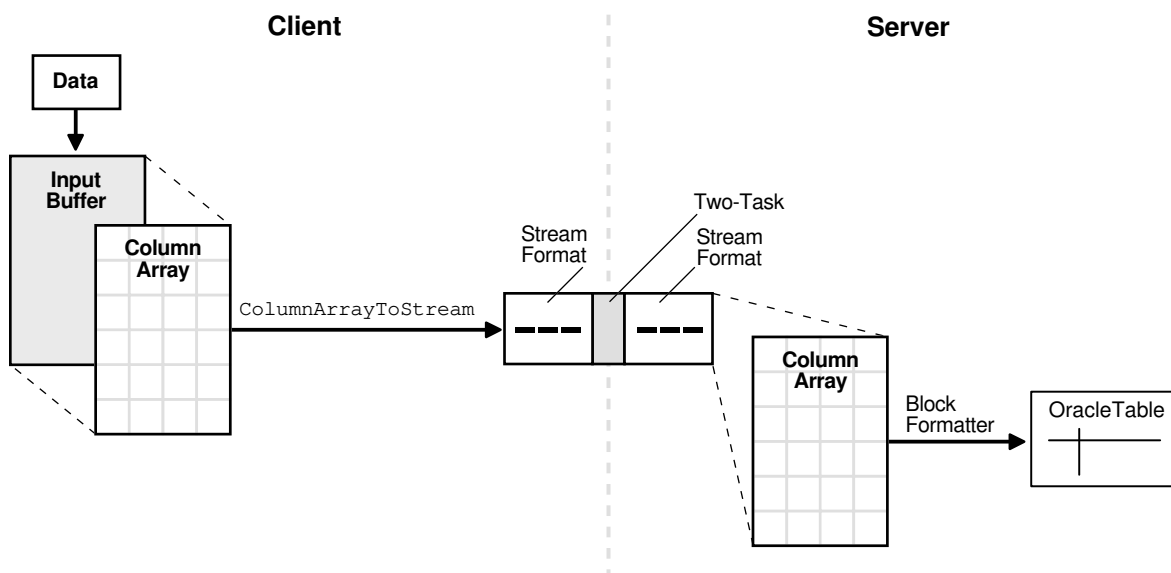 Client
Server
Data
Input
Buffer
Column
Array
ColumnArrayToStream
Stream
Format
Two-Task
Stream
Format
Column
Array
Block
Formatter
OracleTable